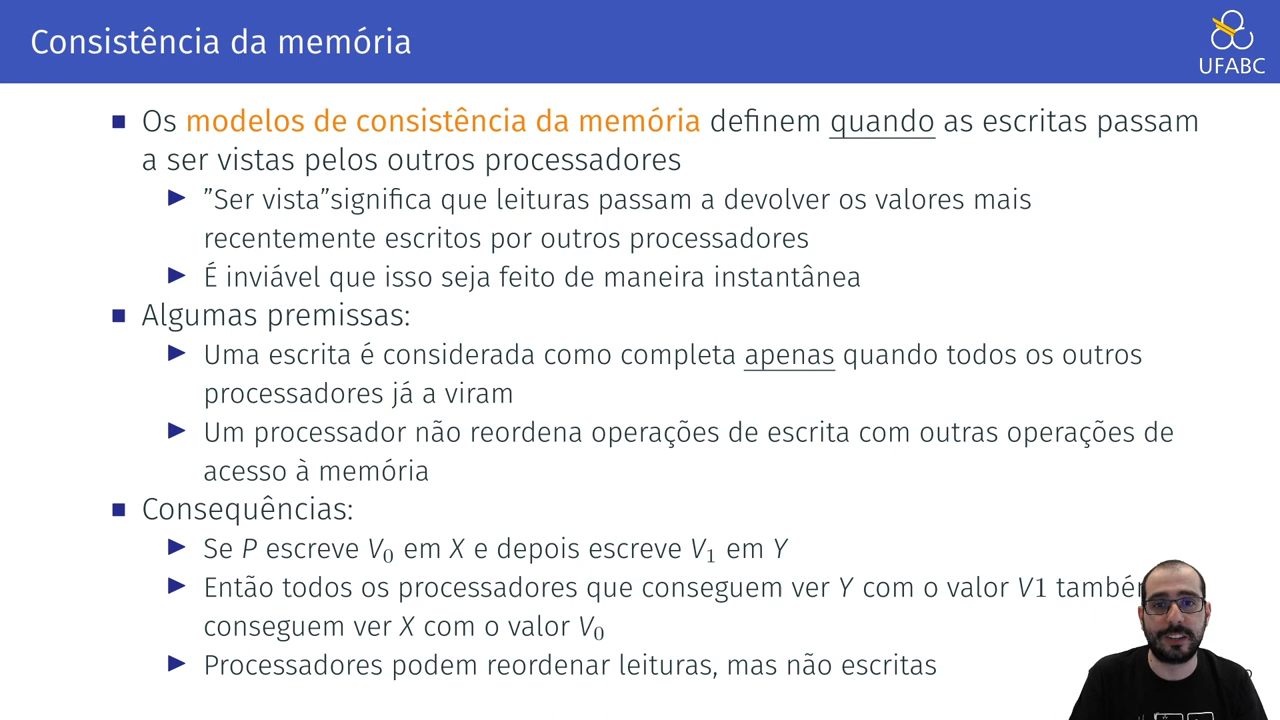 Consistência da memória
UFABC
Os modelos de consistência da memória definem quando as escritas passam
a ser vistas pelos outros processadores
”Ser vista”significa que leituras passam a devolver os valores mais
recentemente escritos por outros processadores
É inviável que isso seja feito de maneira instantânea
Algumas premissas:
Uma escrita é considerada como completa apenas quando todos os outros
processadores já a viram
Um processador não reordena operações de escrita com outras operações de
acesso à memória
Consequências:
Se P escreve V₀ em X e depois escreve V₁ em Y
Então todos os processadores que conseguem ver Y com o valor V1
conseguem ver X com o valor V₀
Processadores podem reordenar leituras, mas não escritas